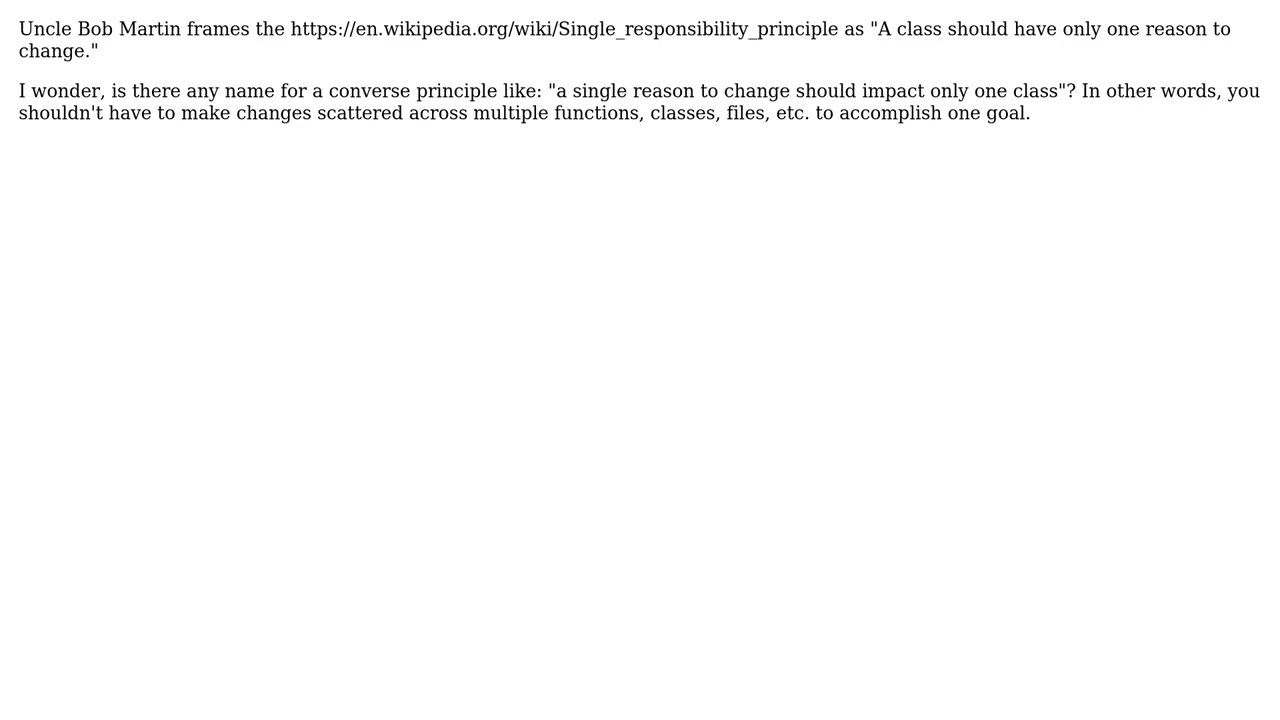 Uncle Bob Martin frames the https://en.wikipedia.org/wiki/Single_responsibility_principle as "A class should have only one reason to
change."
I wonder, is there any name for a converse principle like: "a single reason to change should impact only one class"? In other words, you
shouldn't have to make changes scattered across multiple functions, classes, files, etc. to accomplish one goal.